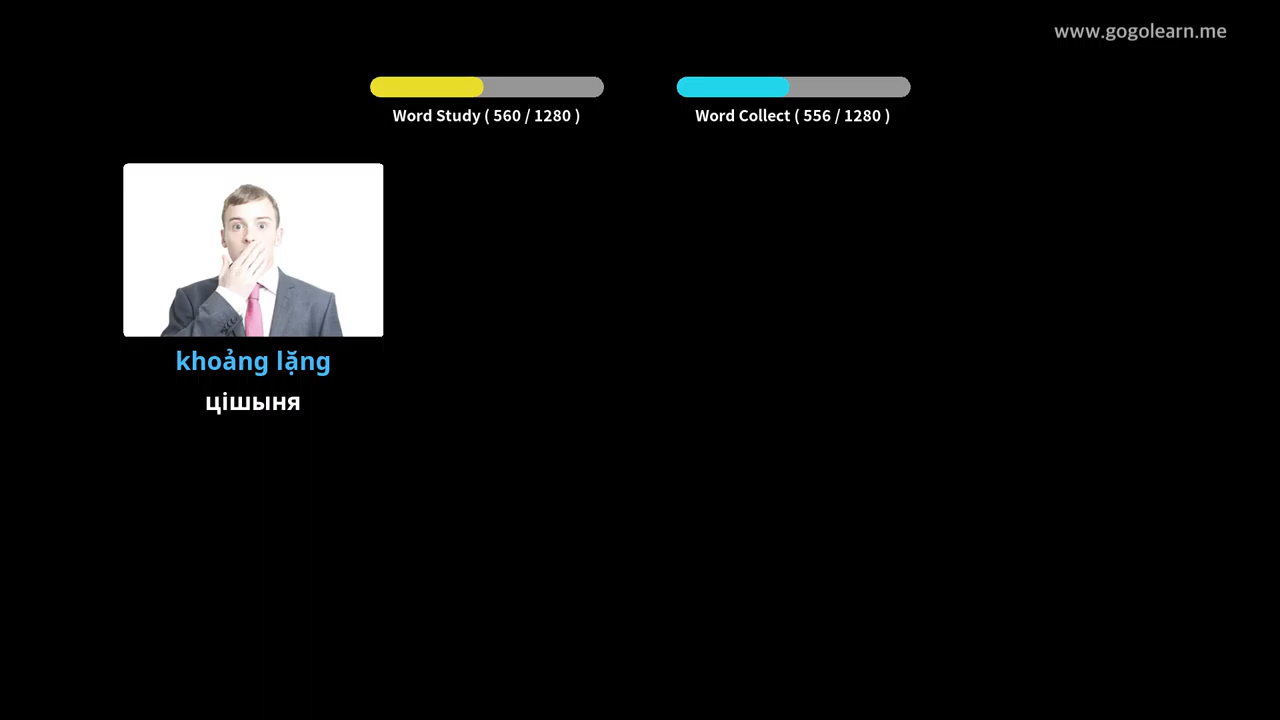 www.gogolearn.me
Word Study ( 560 / 1280 )
Word Collect ( 556 / 1280 )
khoảng lặng
цішыня